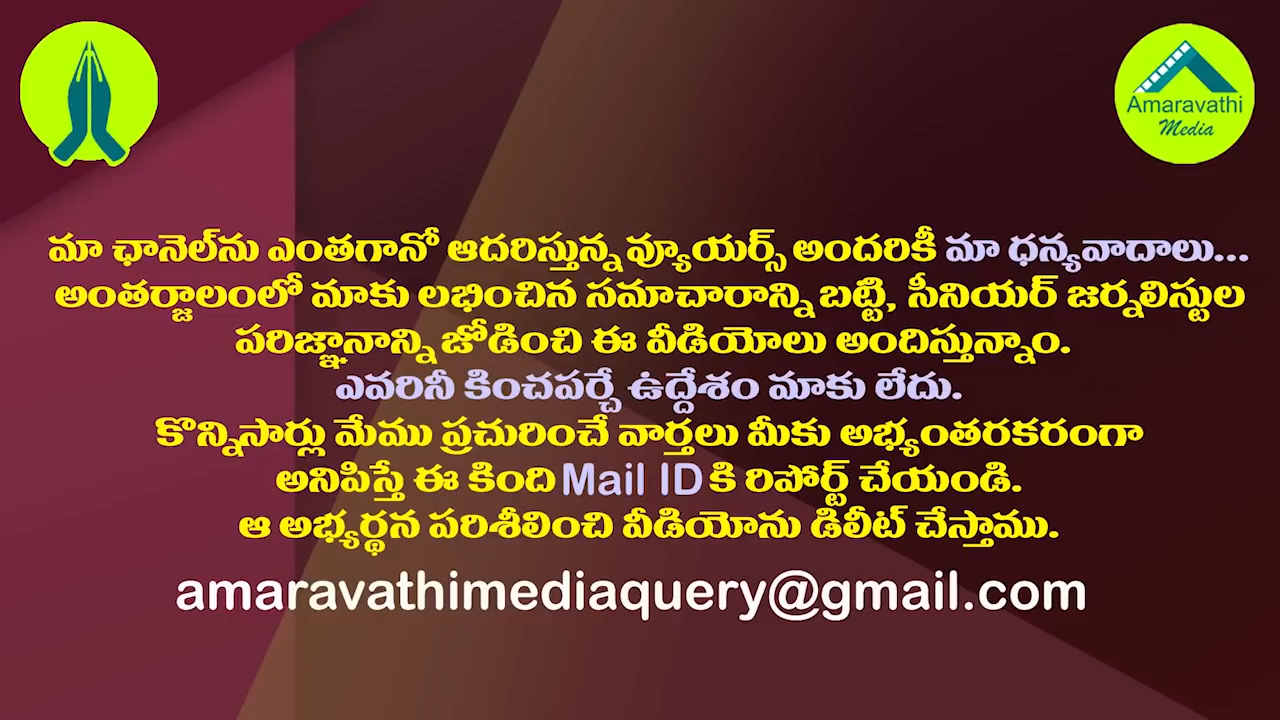 Amaravathi
Media
మా ఛానెల్‌ను ఎంతగానో ఆదరిస్తున్న వ్యూయర్స్ అందరికీ మా ధన్యవాదాలు...
అంతర్జాలంలో మాకు లభించిన సమాచారాన్ని బట్టి, సీనియర్ జర్నలిస్టుల
పరిజ్ఞానాన్ని జోడించి ఈ వీడియోలు అందిస్తున్నాం.
ఎవరినీ కించపర్చే ఉద్దేశం మాకు లేదు.
కొన్నిసార్లు మేము ప్రచురించే వార్తలు మీకు అభ్యంతరకరంగా
అనిపిస్తే ఈ కింది Mail ID కి రిపోర్ట్ చేయండి.
ఆ అభ్యర్థన పరిశీలించి వీడియోను డిలీట్ చేస్తాము.
amaravathimediaquery@gmail.com